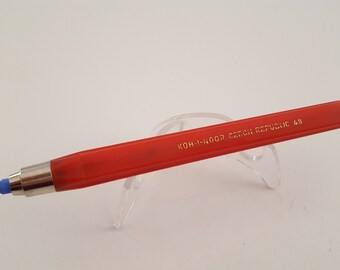 KOH-I-NOOR CZECH REPUBLIC 48